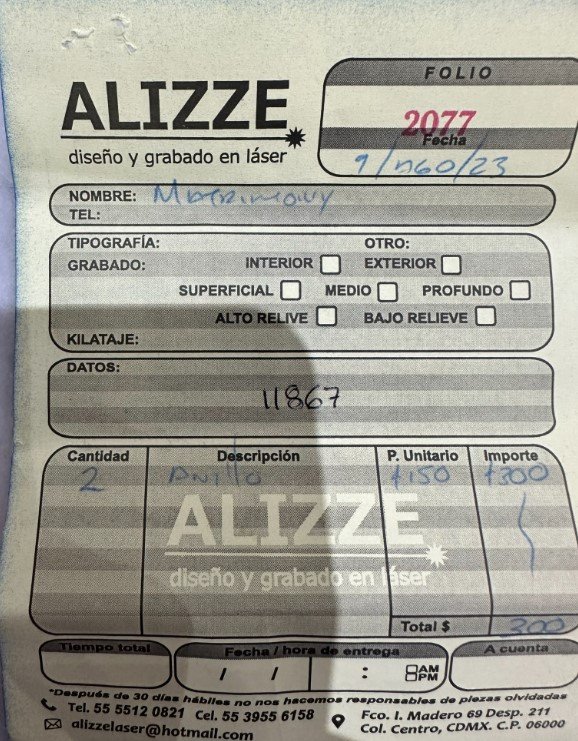 ALIZZE
diseño y grabado en láser
FOLIO
2077
Fecha
9/ /23
NOMBRE: Matrimony
TEL:
TIPOGRAFÍA: OTRO:
GRABADO: INTERIOR EXTERIOR
SUPERFICIAL MEDIO PROFUNDO
ALTO RELIVE BAJO RELIEVE
KILATAJE:
DATOS:
11867
Cantidad Descripción P. Unitario Importe
2 Anillo $150 $300
ALIZZE
diseño y grabado en láser
Total $ 300
Tiempo total Fecha / hora de entrega A cuenta
/ / : AM
PM
*Después de 30 días hábiles no nos hacemos responsables de piezas olvidadas
Tel. 55 5512 0821 Cel. 55 3955 6158
alizzelaser@hotmail.com
Fco. I. Madero 69 Desp. 211
Col. Centro, CDMX. C.P. 06000